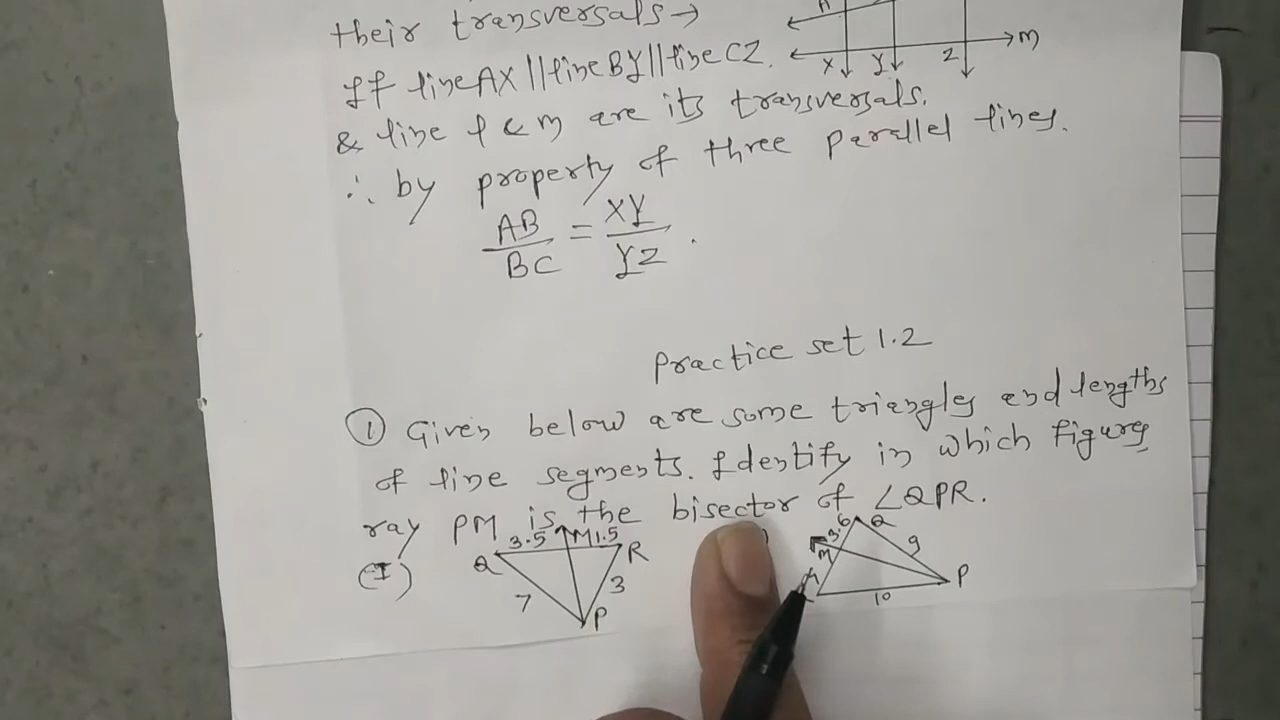 their transversals →
If line AX || line BY || line CZ.
& line l & m are its transversals.
∴ by property of three parallel lines.
AB/BC = XY/YZ .
X Y Z m
Practice set 1.2
① Given below are some triangles and lengths
of line segments. Identify in which figures
ray PM is the bisector of ∠QPR.
(I) Q 3.5 M 1.5 R 7 3 P
3.6 Q M 9 P 10